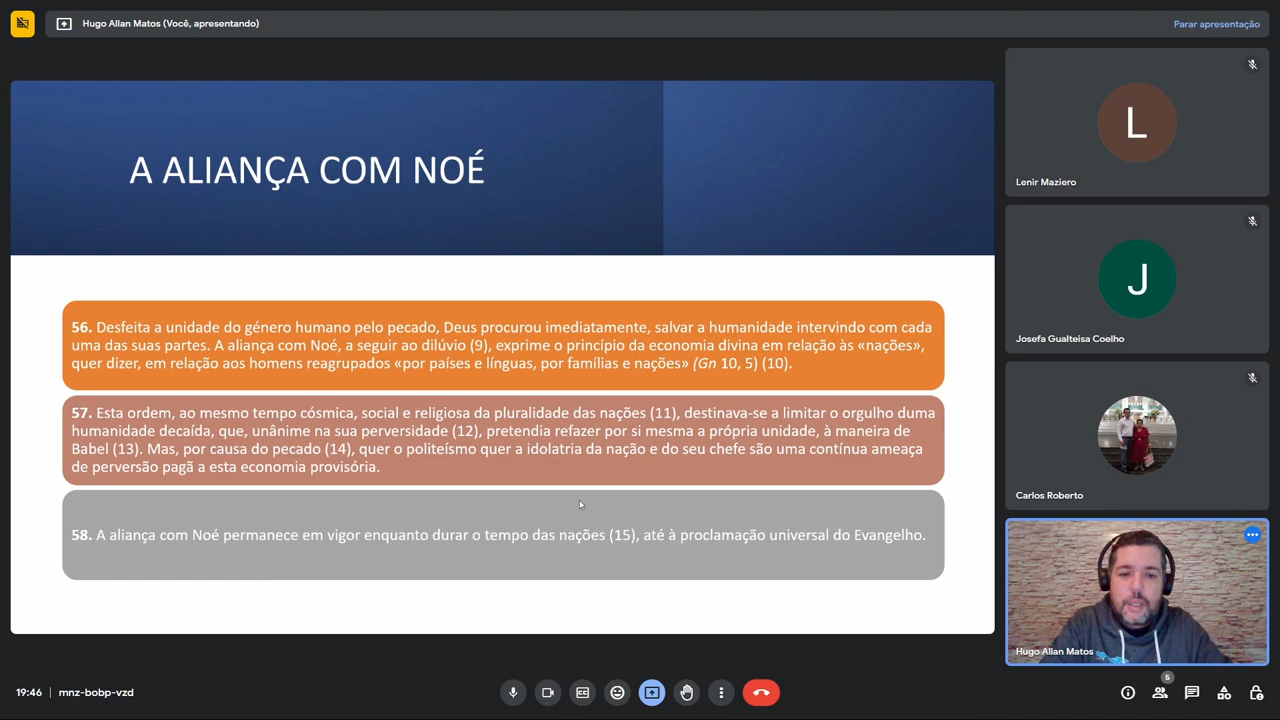 Hugo Allan Matos (Você, apresentando)
Parar apresentação
A ALIANÇA COM NOÉ
56. Desfeita a unidade do género humano pelo pecado, Deus procurou imediatamente, salvar a humanidade intervindo com cada
uma das suas partes. A aliança com Noé, a seguir ao dilúvio (9), exprime o princípio da economia divina em relação às «nações»,
quer dizer, em relação aos homens reagrupados «por países e línguas, por famílias e nações» (Gn 10, 5) (10).
57. Esta ordem, ao mesmo tempo cósmica, social e religiosa da pluralidade das nações (11), destinava-se a limitar o orgulho duma
humanidade decaída, que, unânime na sua perversidade (12), pretendia refazer por si mesma a própria unidade, à maneira de
Babel (13). Mas, por causa do pecado (14), quer o politeísmo quer a idolatria da nação e do seu chefe são uma contínua ameaça
de perversão pagã a esta economia provisória.
58. A aliança com Noé permanece em vigor enquanto durar o tempo das nações (15), até à proclamação universal do Evangelho.
L
Lenir Maziero
J
Josefa Gualteisa Coelho
Carlos Roberto
Hugo Allan Matos
19:46 | mnz-bobp-vzd
5